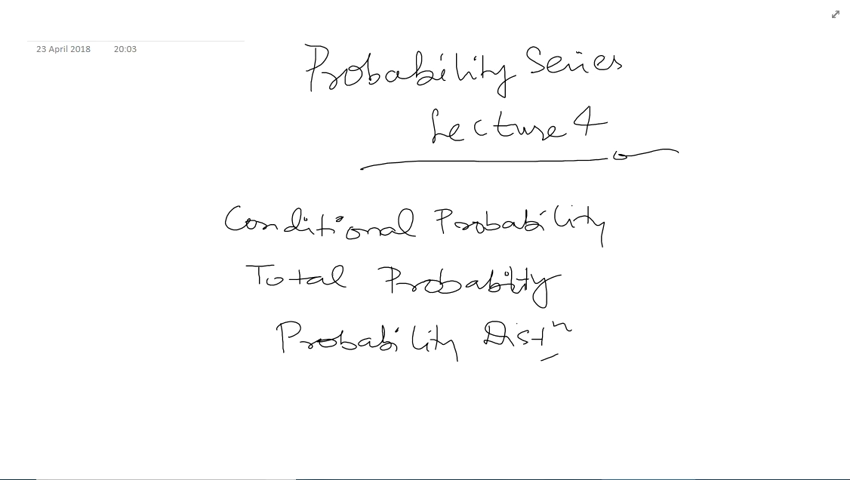 23 April 2018 20:03
Probability Series
Lecture 4
Conditional Probability
Total Probability
Probability Distⁿ